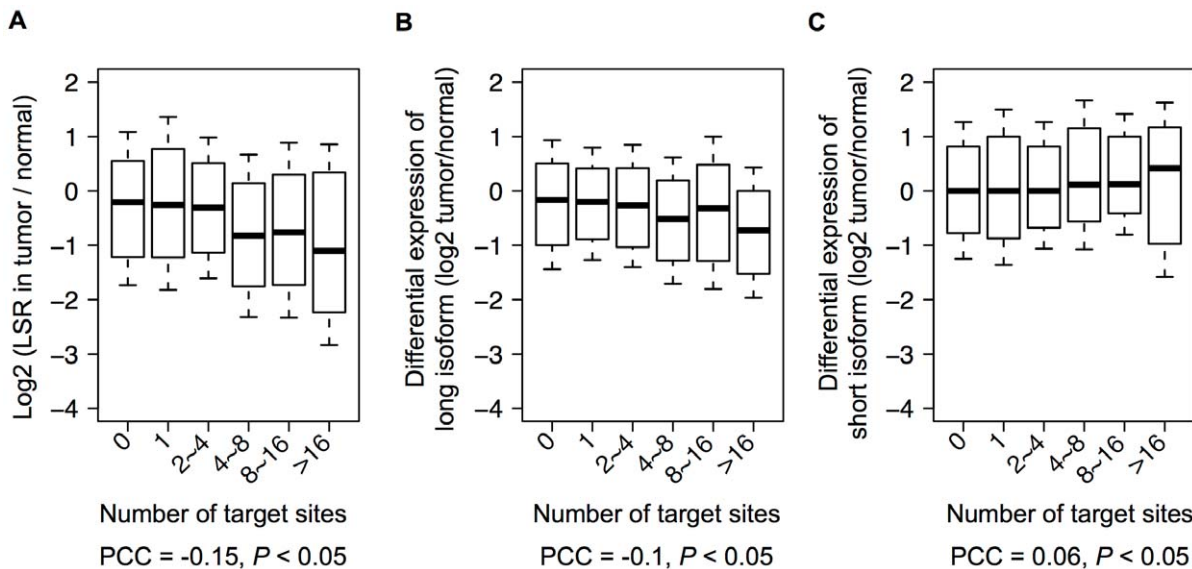 A
Log2 (LSR in tumor / normal)
2
1
0
−1
−2
−3
−4
0
1
2~4
4~8
8~16
>16
Number of target sites
PCC = -0.15, P < 0.05
B
Differential expression of
long isoform (log2 tumor/normal)
2
1
0
−1
−2
−3
−4
0
1
2~4
4~8
8~16
>16
Number of target sites
PCC = -0.1, P < 0.05
C
Differential expression of
short isoform (log2 tumor/normal)
2
1
0
−1
−2
−3
−4
0
1
2~4
4~8
8~16
>16
Number of target sites
PCC = 0.06, P < 0.05